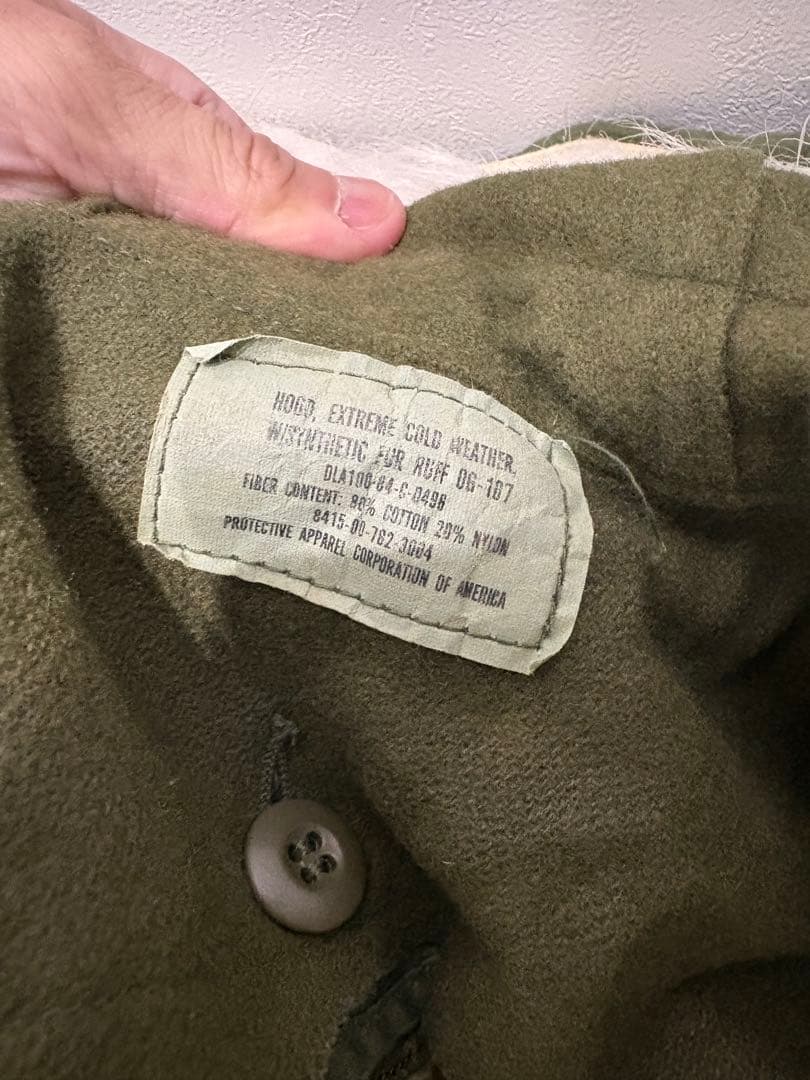 HOOD, EXTREME COLD WEATHER,
W/SYNTHETIC FUR RUFF OG-107
DLA100-84-C-0496
FIBER CONTENT: 80% COTTON 20% NYLON
8415-00-782-3004
PROTECTIVE APPAREL CORPORATION OF AMERICA